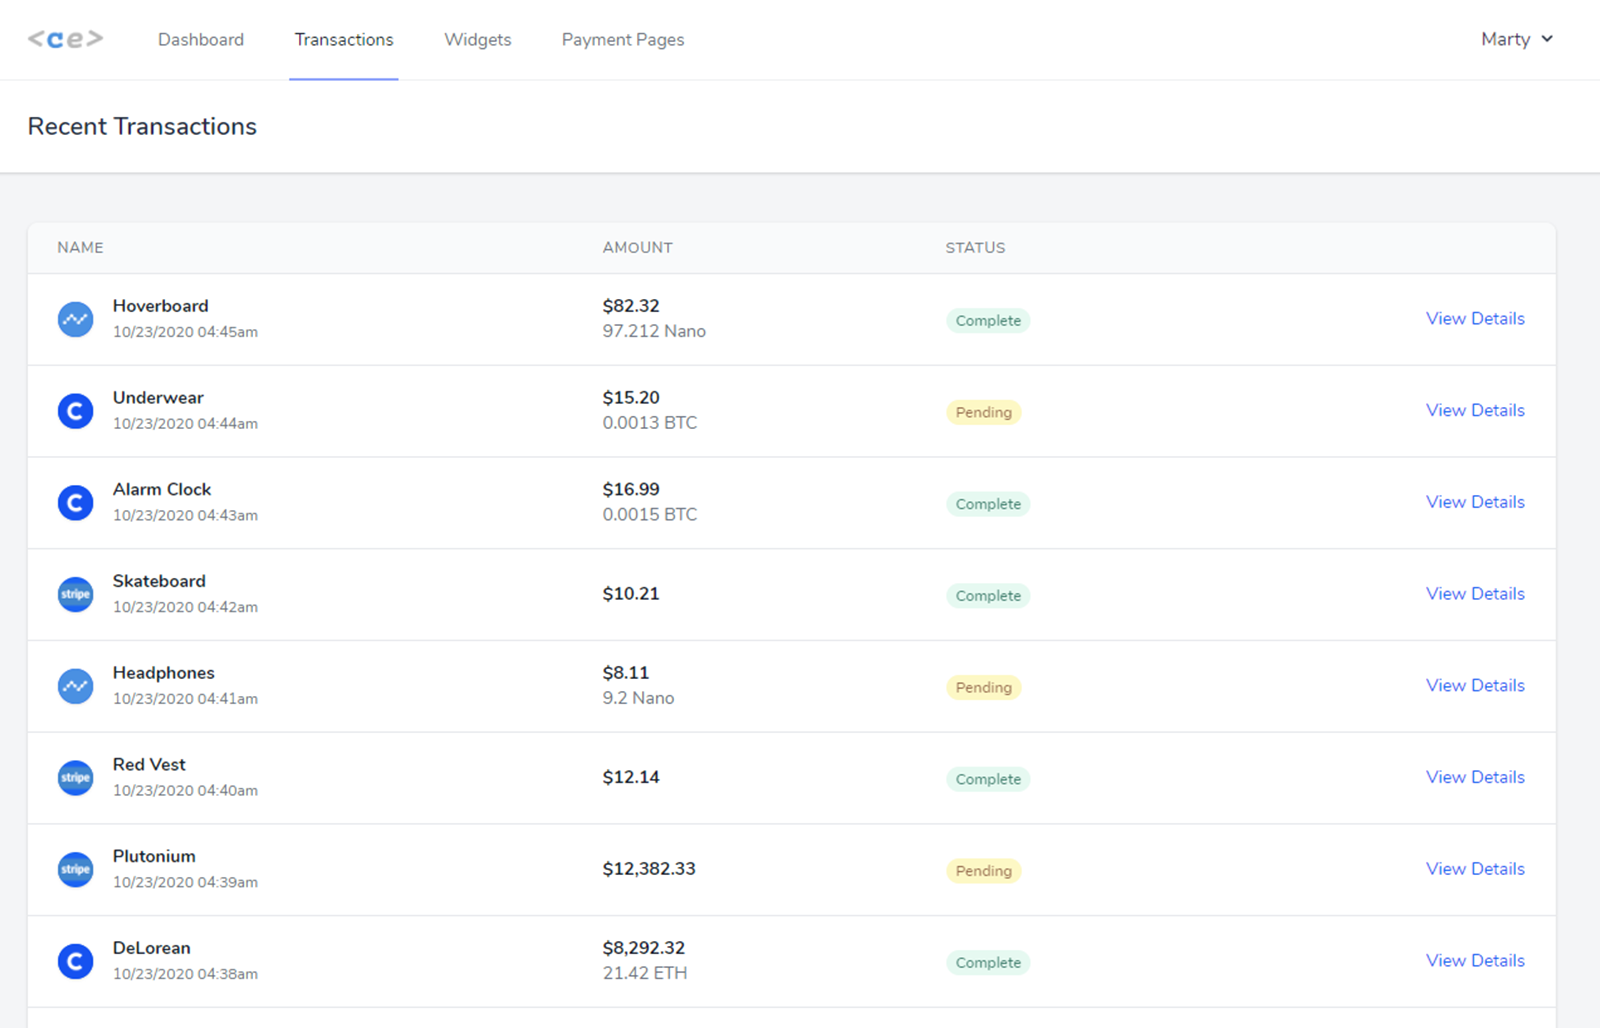 <ce> Dashboard Transactions Widgets Payment Pages Marty
Recent Transactions
NAME AMOUNT STATUS
Hoverboard $82.32 Complete View Details
10/23/2020 04:45am 97.212 Nano
Underwear $15.20 Pending View Details
10/23/2020 04:44am 0.0013 BTC
Alarm Clock $16.99 Complete View Details
10/23/2020 04:43am 0.0015 BTC
stripe Skateboard $10.21 Complete View Details
10/23/2020 04:42am
Headphones $8.11 Pending View Details
10/23/2020 04:41am 9.2 Nano
stripe Red Vest $12.14 Complete View Details
10/23/2020 04:40am
stripe Plutonium $12,382.33 Pending View Details
10/23/2020 04:39am
DeLorean $8,292.32 Complete View Details
10/23/2020 04:38am 21.42 ETH